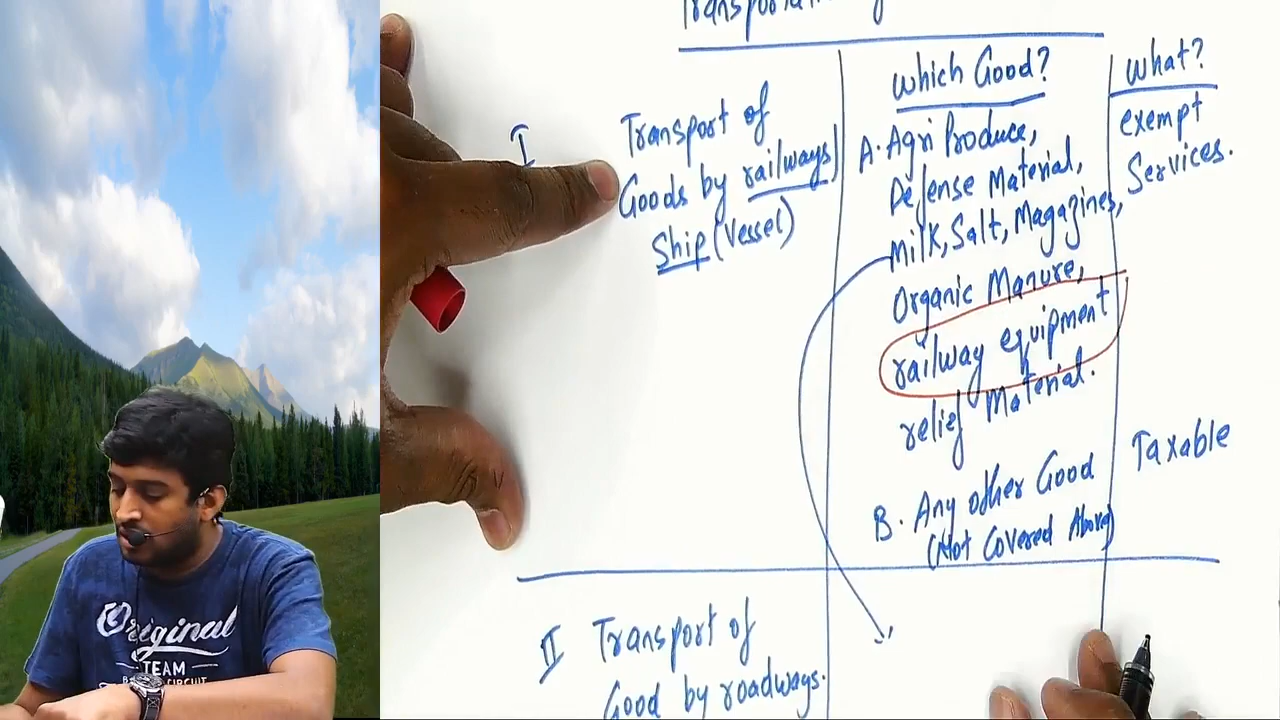 Transport
Which Good?
What?
I
Transport of
Goods by railways
Ship (Vessel)
A. Agri Produce,
Defense Material,
Milk, Salt, Magazines,
Organic Manure,
railway equipment
relief Material.
exempt
Services.
B. Any other Good
(Not Covered Above)
Taxable
II Transport of
Good by roadways.
Original
TEAM
CIRCUIT